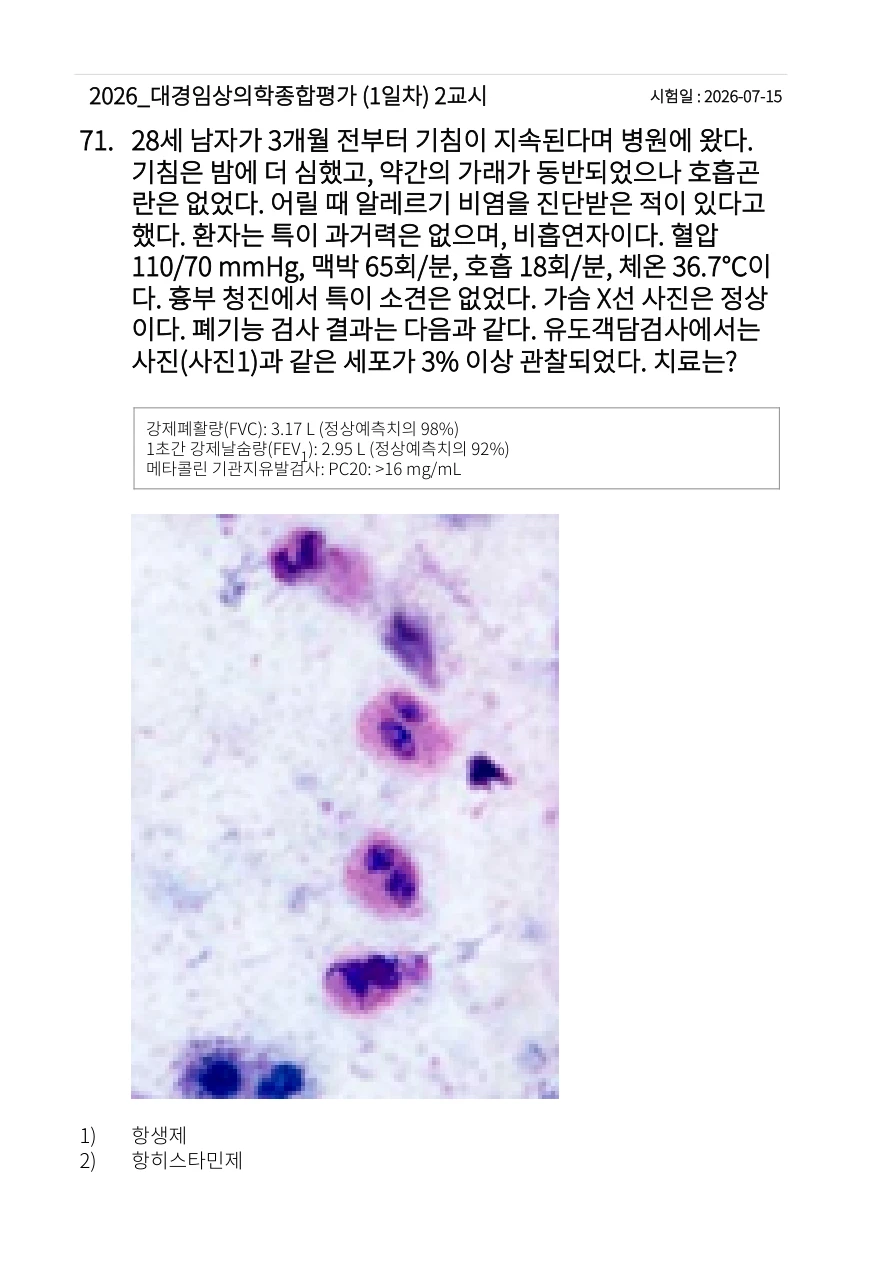 2026_대경임상의학종합평가 (1일차) 2교시
시험일 : 2026-07-15
71. 28세 남자가 3개월 전부터 기침이 지속된다며 병원에 왔다.
기침은 밤에 더 심했고, 약간의 가래가 동반되었으나 호흡곤
란은 없었다. 어릴 때 알레르기 비염을 진단받은 적이 있다고
했다. 환자는 특이 과거력은 없으며, 비흡연자이다. 혈압
110/70 mmHg, 맥박 65회/분, 호흡 18회/분, 체온 36.7℃이
다. 흉부 청진에서 특이 소견은 없었다. 가슴 X선 사진은 정상
이다. 폐기능 검사 결과는 다음과 같다. 유도객담검사에서는
사진(사진1)과 같은 세포가 3% 이상 관찰되었다. 치료는?
강제폐활량(FVC): 3.17 L (정상예측치의 98%)
1초간 강제날숨량(FEV1): 2.95 L (정상예측치의 92%)
메타콜린 기관지유발검사: PC20: >16 mg/mL
1) 항생제
2) 항히스타민제